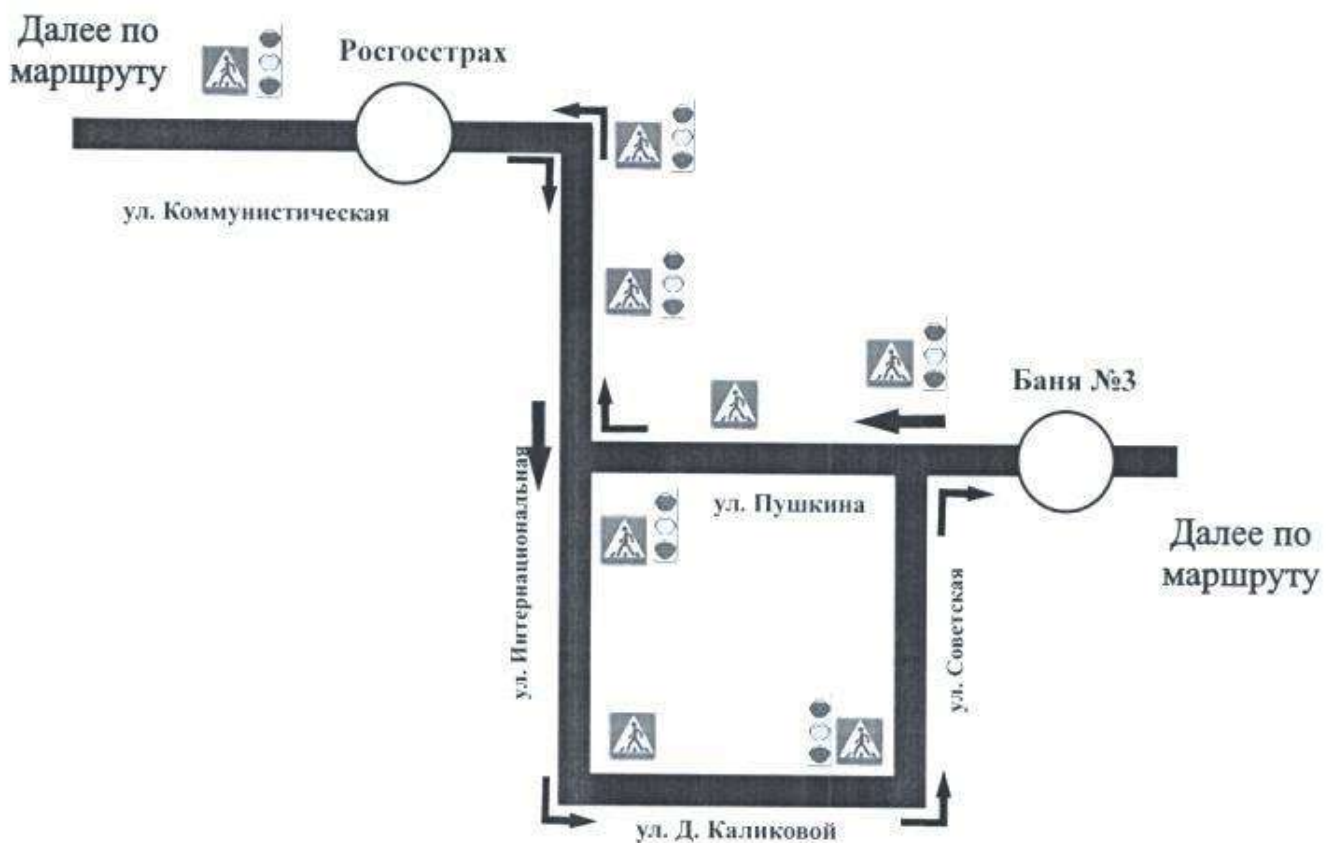 Далее по
маршруту
Росгосстрах
ул. Коммунистическая
Баня №3
ул. Интернациональная
ул. Пушкина
Далее по
маршруту
ул. Советская
ул. Д. Каликовой